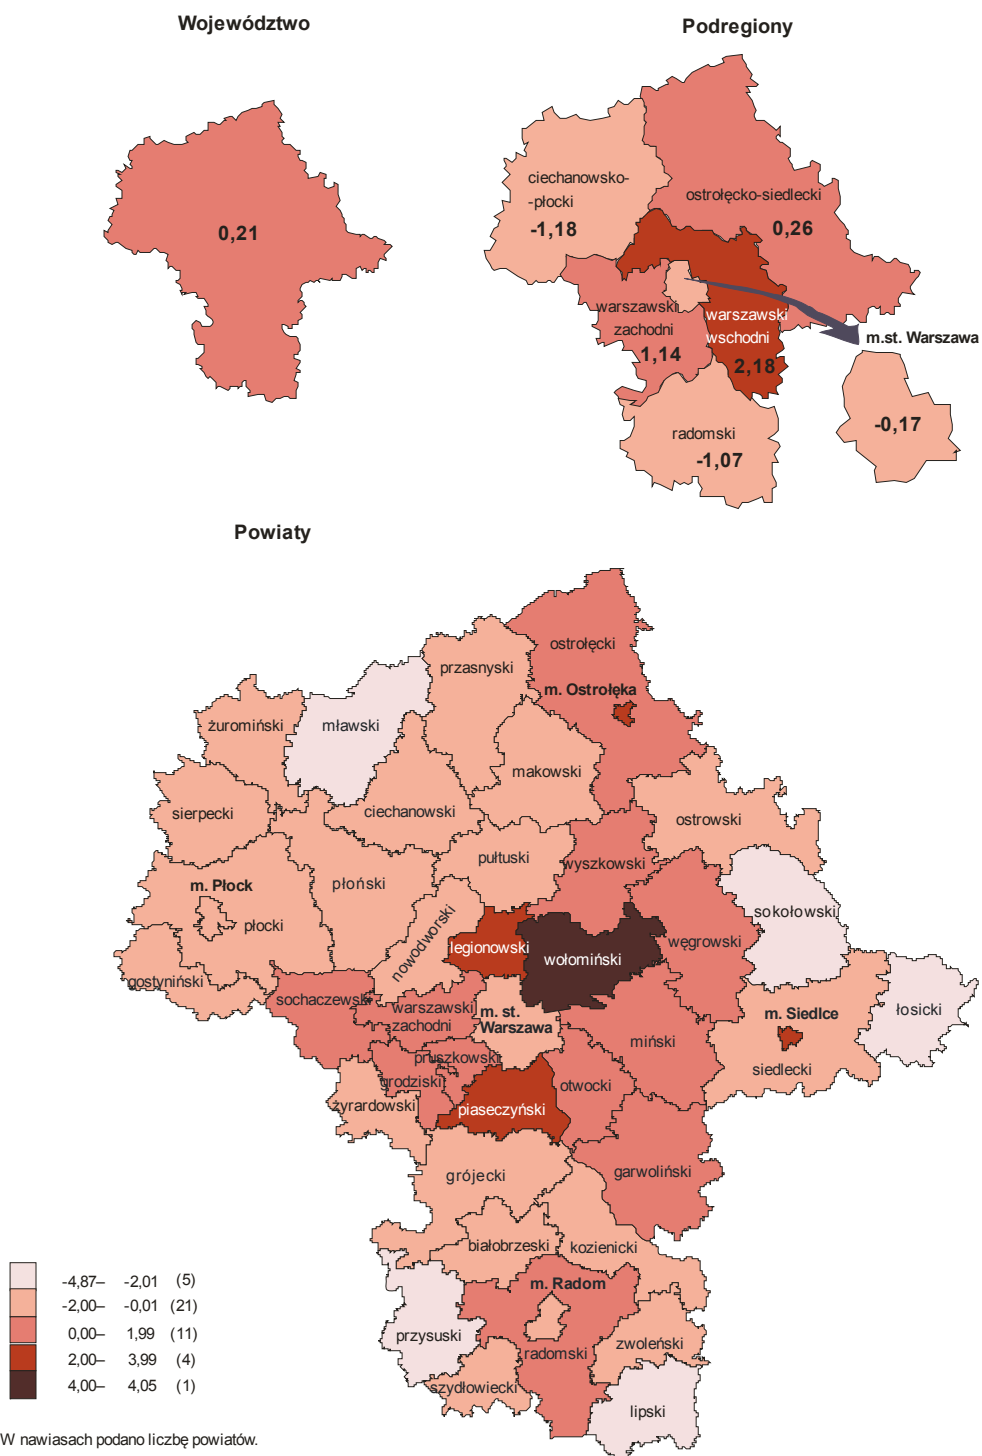 Województwo
Podregiony
0,21
ciechanowsko-
-płocki
-1,18
ostrołęcko-siedlecki
0,26
warszawski
zachodni
1,14
warszawski
wschodni
2,18
m.st. Warszawa
-0,17
radomski
-1,07
Powiaty
ostrołęcki
przasnyski
m. Ostrołęka
żuromiński
mławski
makowski
sierpecki
ciechanowski
ostrowski
pułtuski
wyszkowski
m. Płock
płoński
płocki
nowodworski
legionowski
wołomiński
węgrowski
sokołowski
gostyniński
sochaczewski
warszawski
zachodni
m. st.
Warszawa
miński
m. Siedlce
siedlecki
łosicki
pruszkowski
grodziski
żyrardowski
piaseczyński
otwocki
garwoliński
grójecki
białobrzeski
kozienicki
m. Radom
przysuski
radomski
zwoleński
szydłowiecki
lipski
-4,87– -2,01 (5)
-2,00– -0,01 (21)
0,00– 1,99 (11)
2,00– 3,99 (4)
4,00– 4,05 (1)
W nawiasach podano liczbę powiatów.